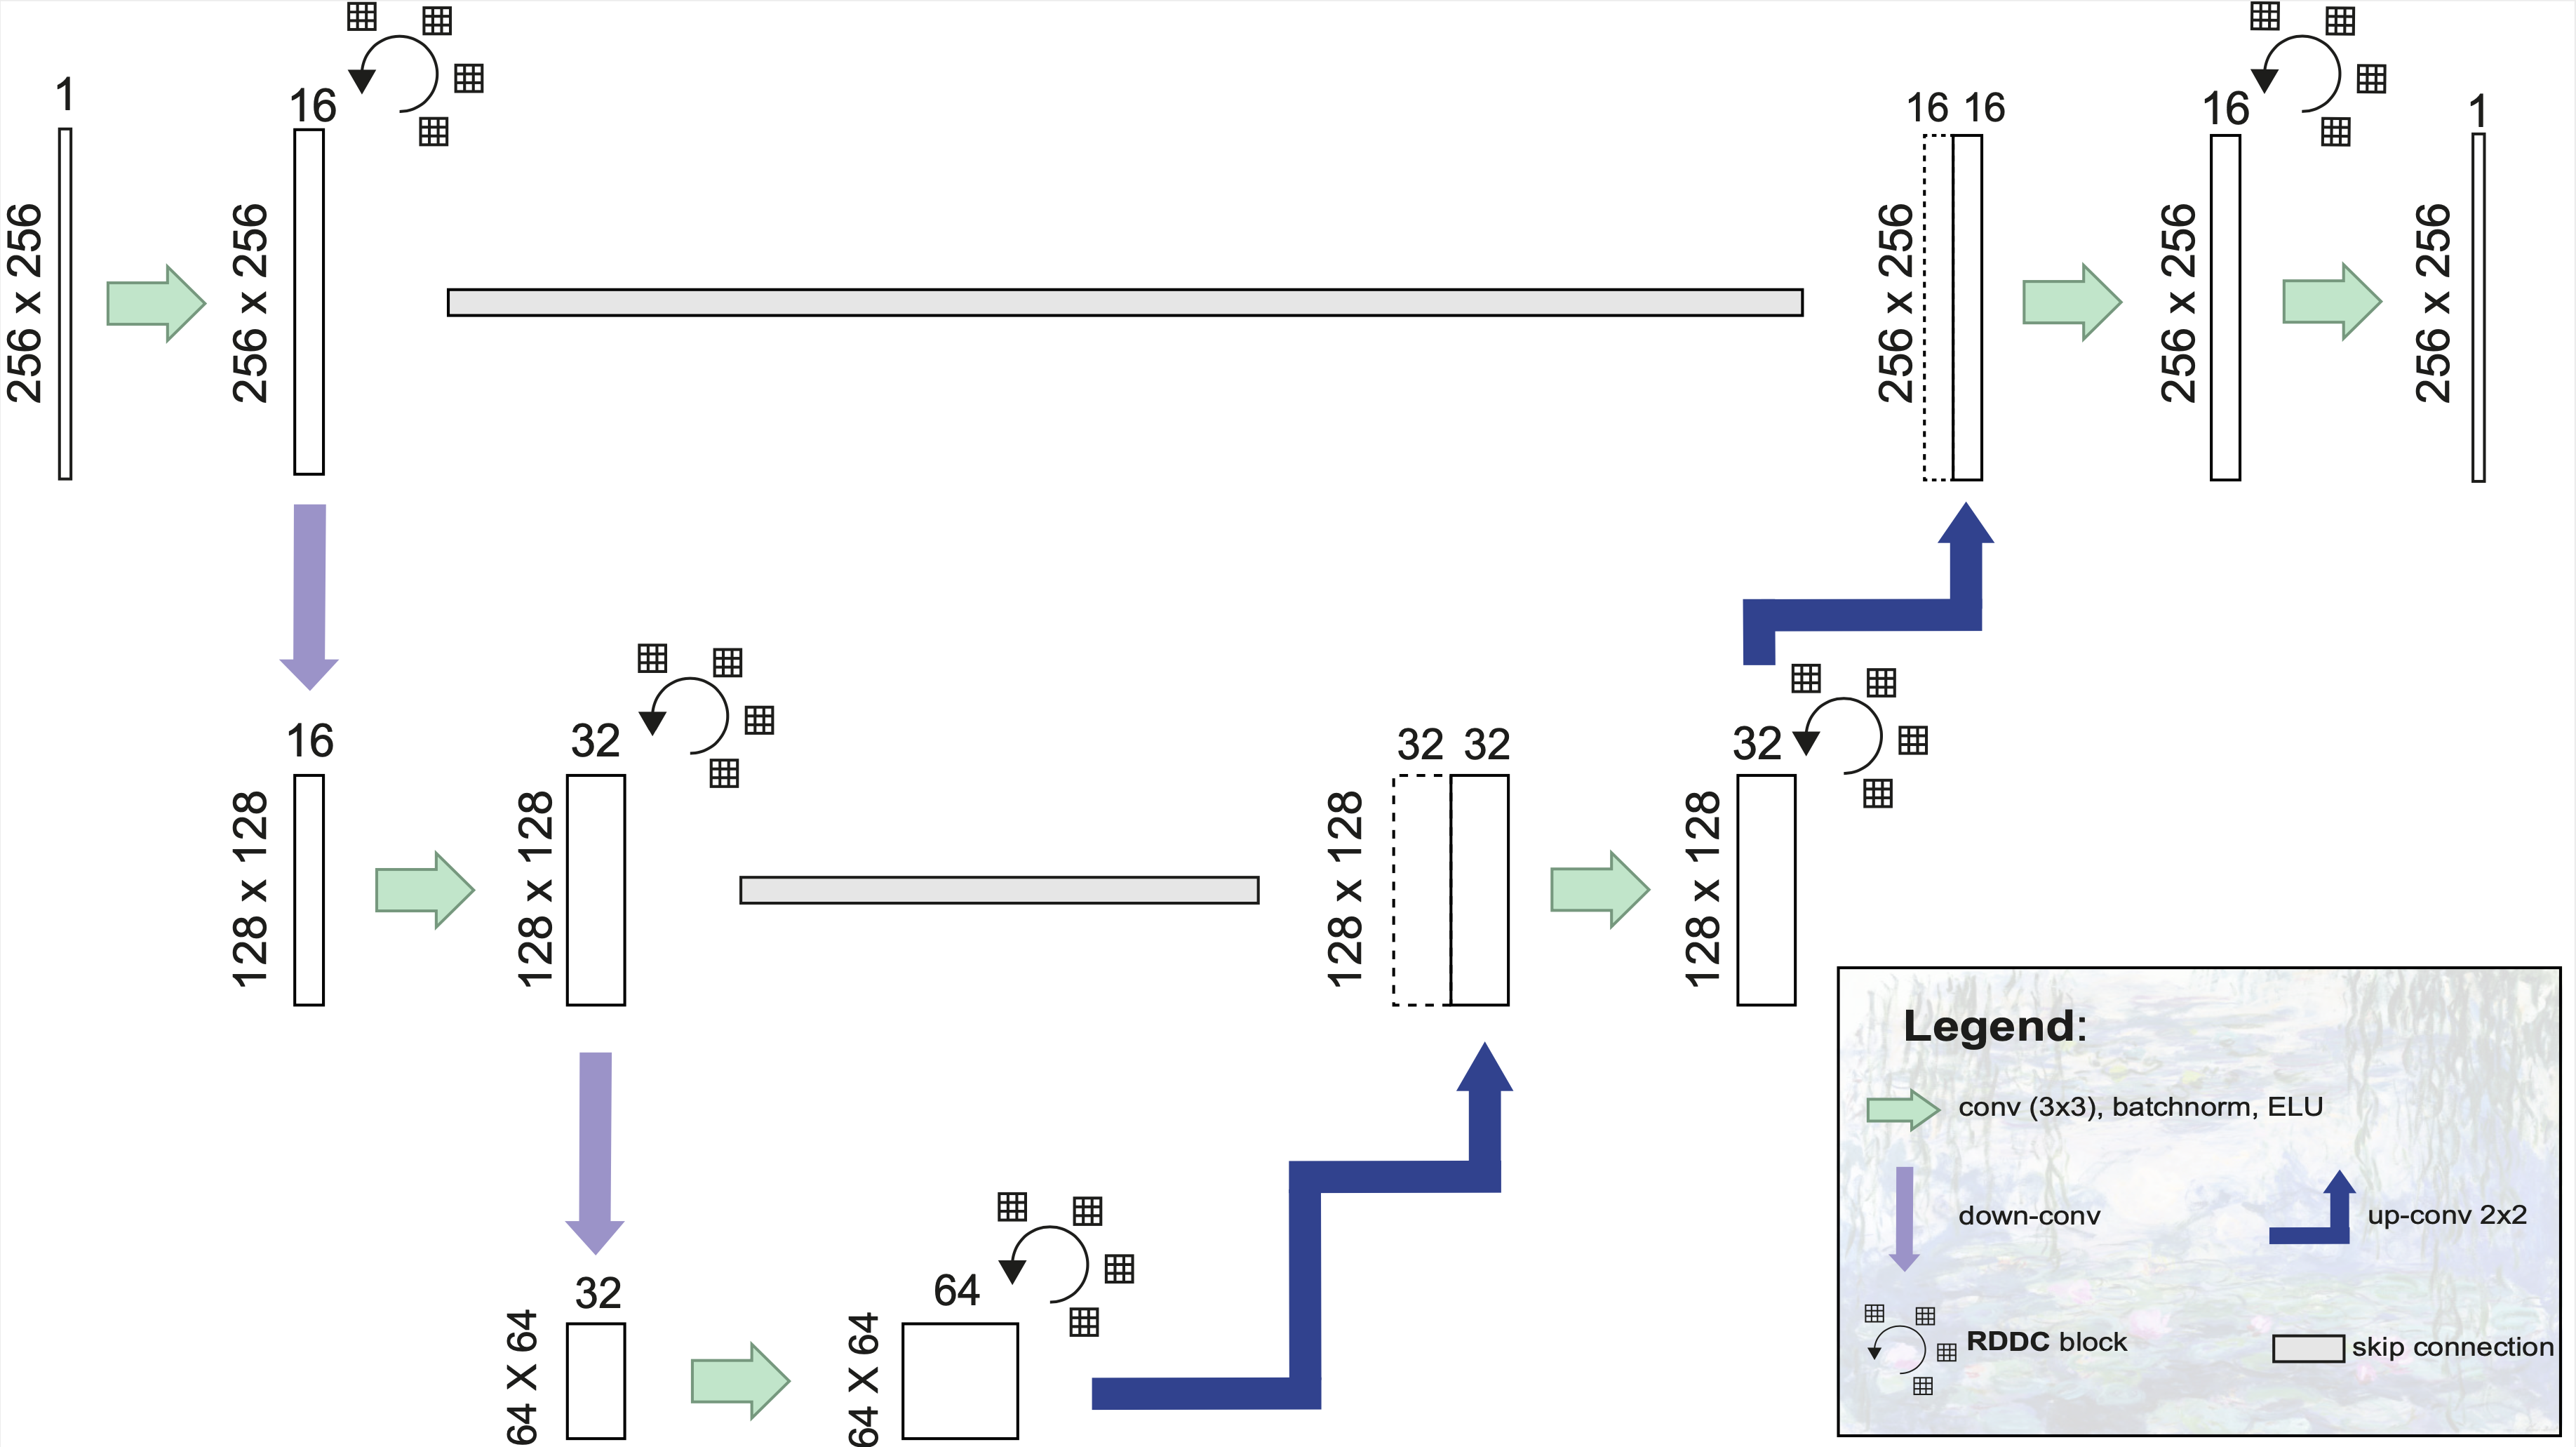 1
16
16 16
16
1
256 x 256
256 x 256
256 x 256
256 x 256
256 x 256
16
32
32 32
32
128 x 128
128 x 128
128 x 128
128 x 128
32
64
64 X 64
64 X 64
Legend:
conv (3x3), batchnorm, ELU
down-conv
up-conv 2x2
RDDC block
skip connection